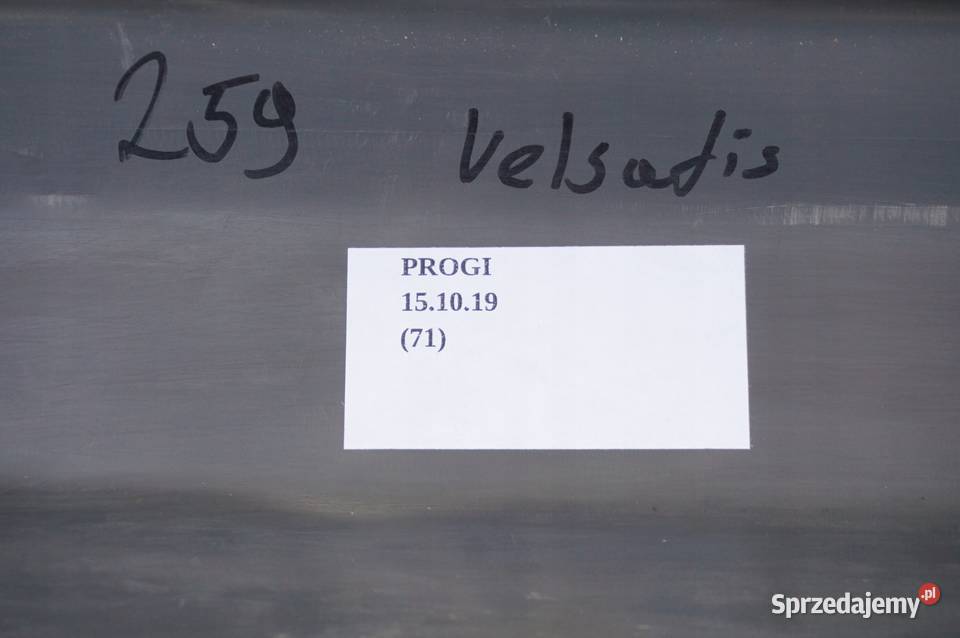 259 Velsatis
PROGI
15.10.19
(71)
Sprzedajemy.pl